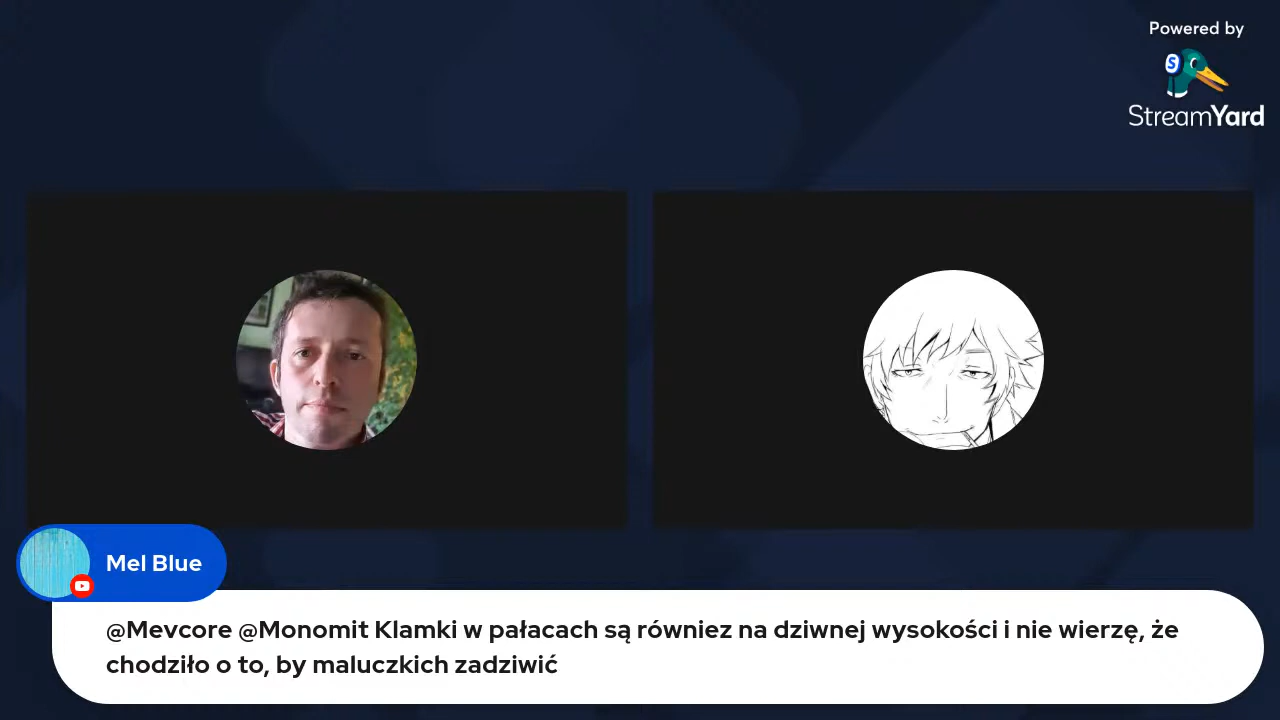 Powered by
S
StreamYard
Mel Blue
@Mevcore @Monomit Klamki w pałacach są równiez na dziwnej wysokości i nie wierzę, że
chodziło o to, by maluczkich zadziwić